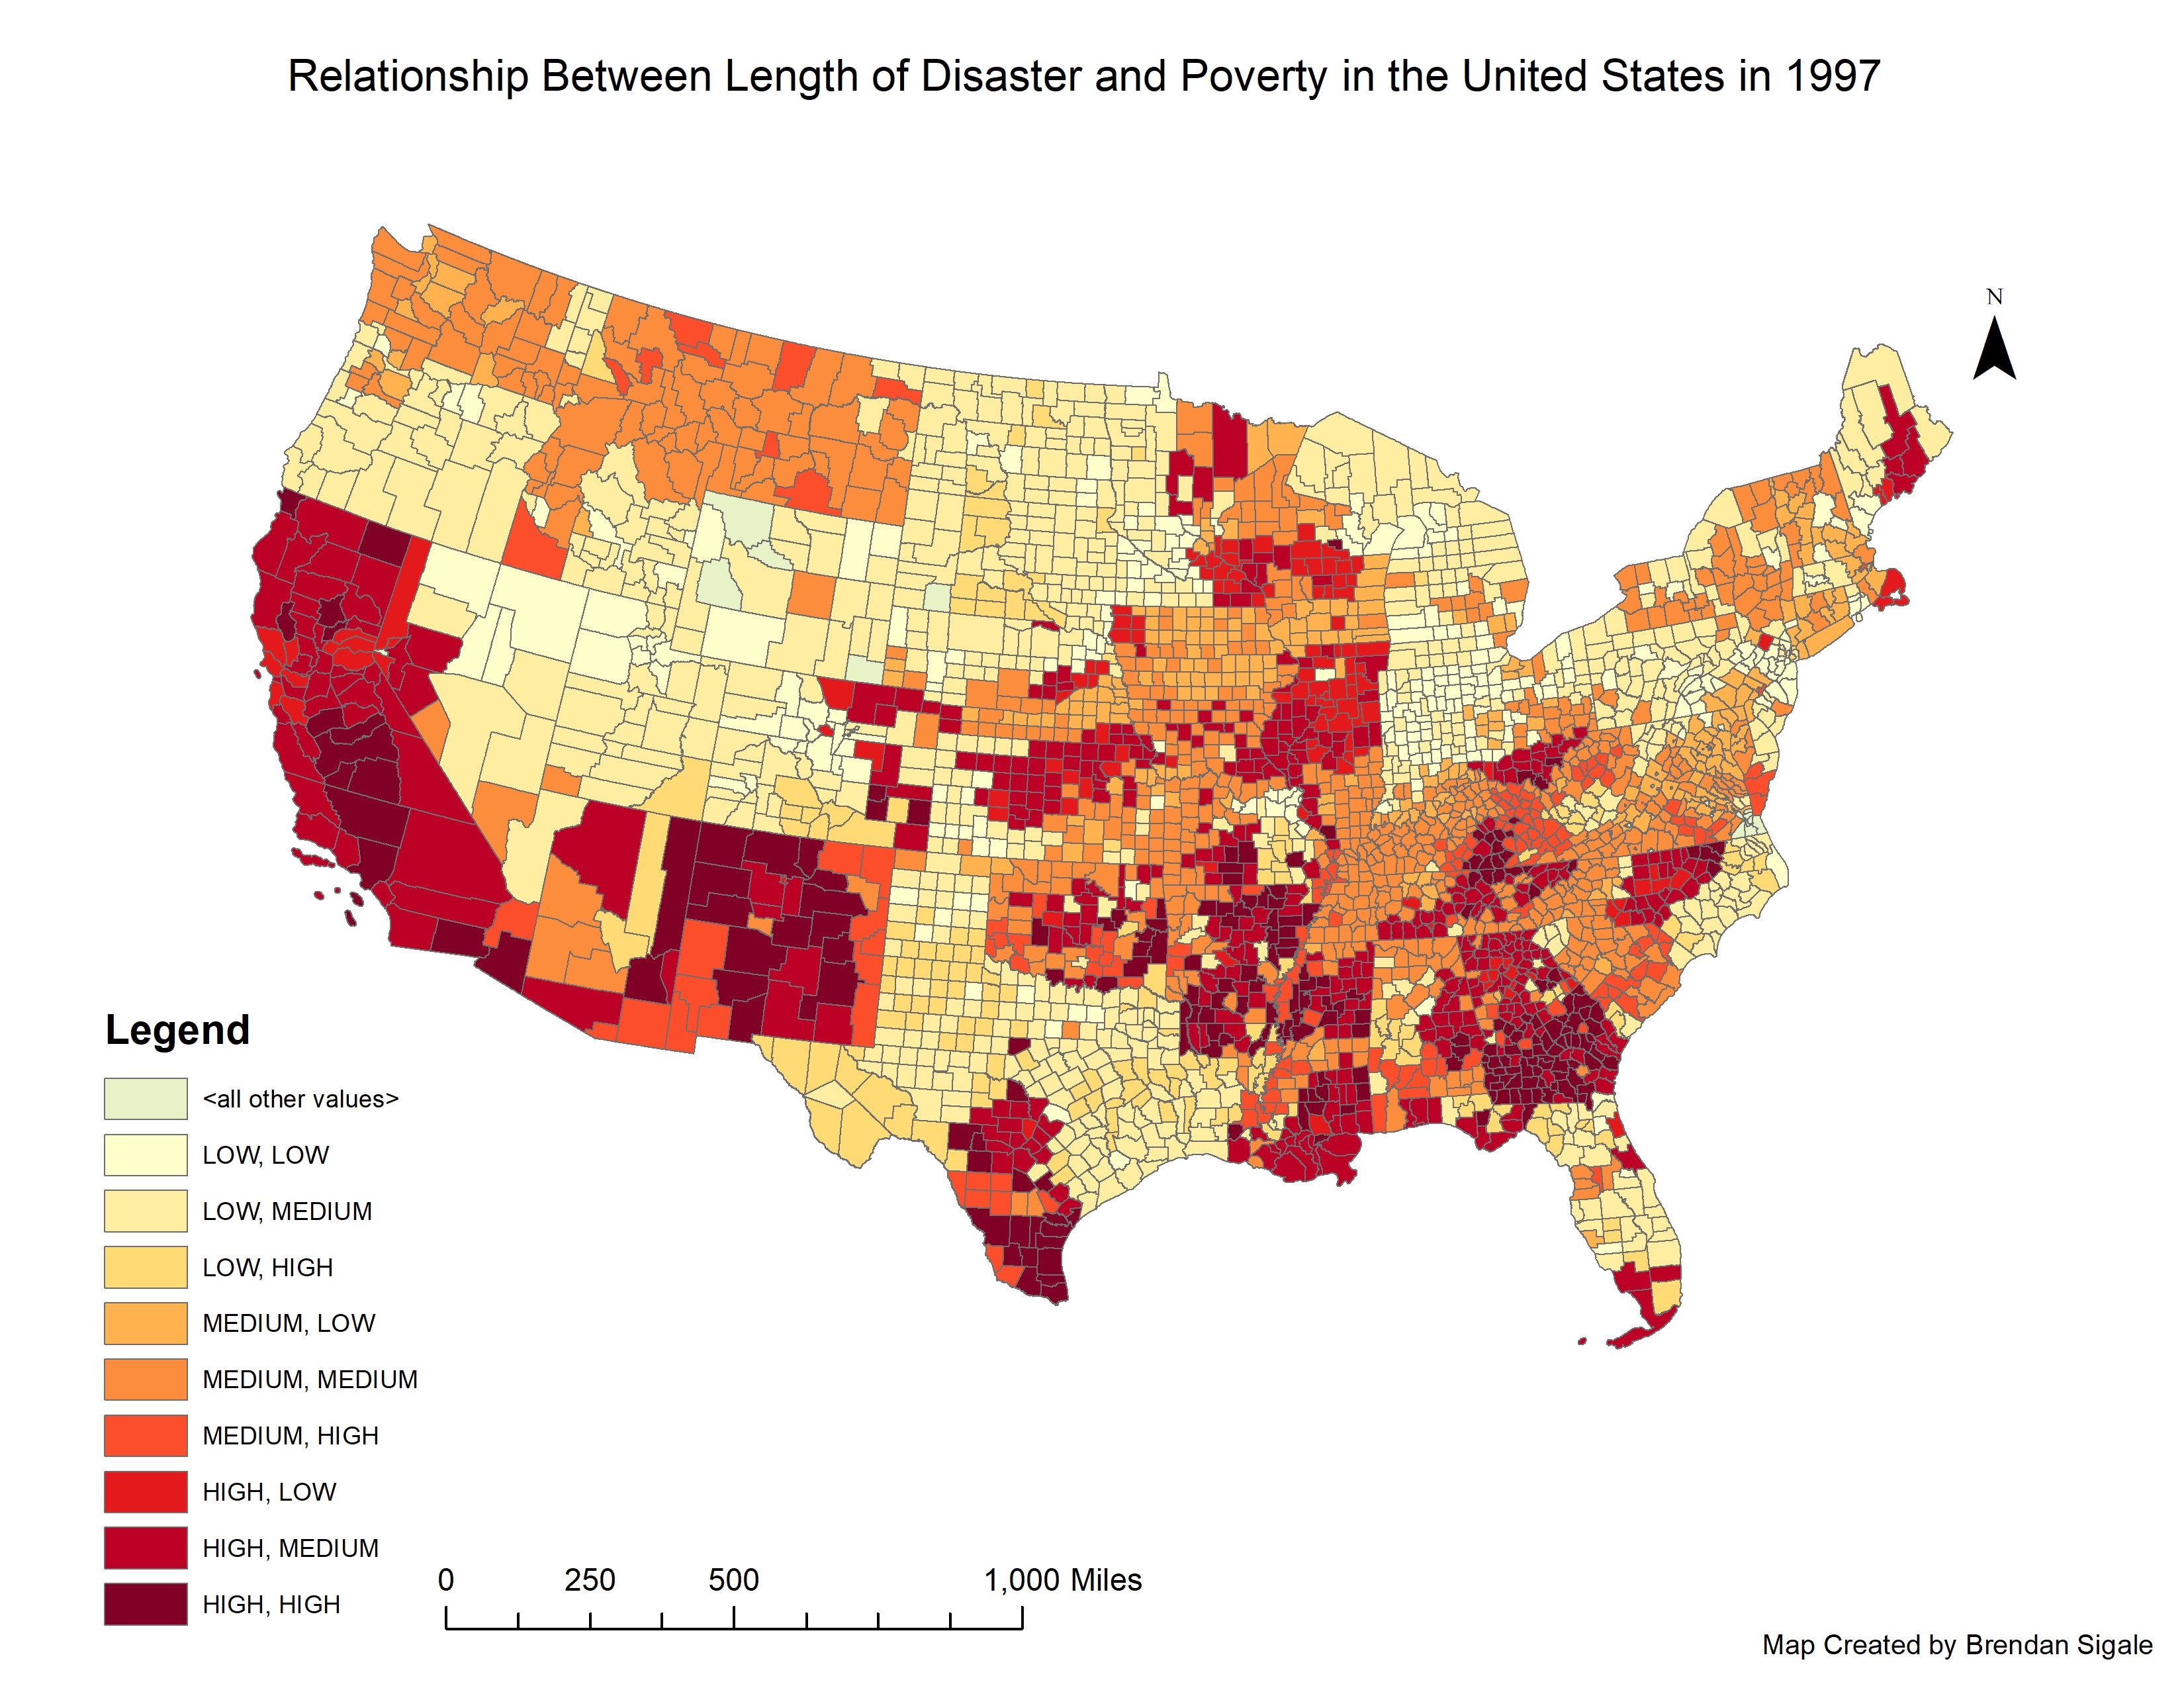 Relationship Between Length of Disaster and Poverty in the United States in 1997
N
Legend
<all other values>
LOW, LOW
LOW, MEDIUM
LOW, HIGH
MEDIUM, LOW
MEDIUM, MEDIUM
MEDIUM, HIGH
HIGH, LOW
HIGH, MEDIUM
HIGH, HIGH
0 250 500 1,000 Miles
Map Created by Brendan Sigale